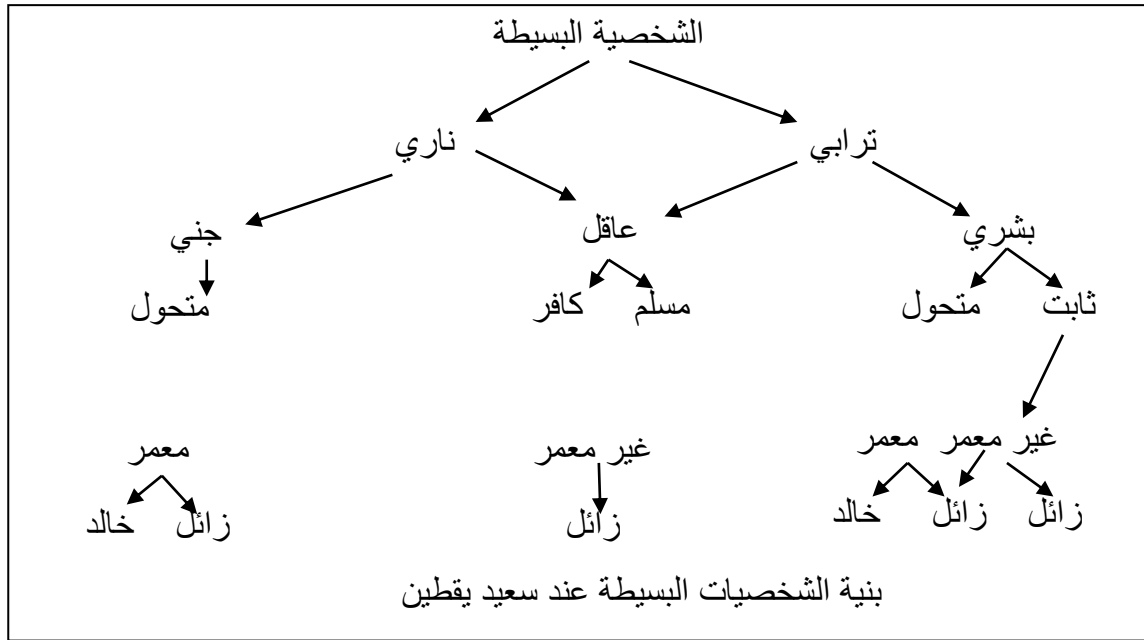 الشخصية البسيطة
ترابي ناري
بشري عاقل جني
ثابت متحول مسلم كافر متحول
غير معمر معمر غير معمر معمر
زائل زائل خالد زائل زائل خالد
بنية الشخصيات البسيطة عند سعيد يقطين